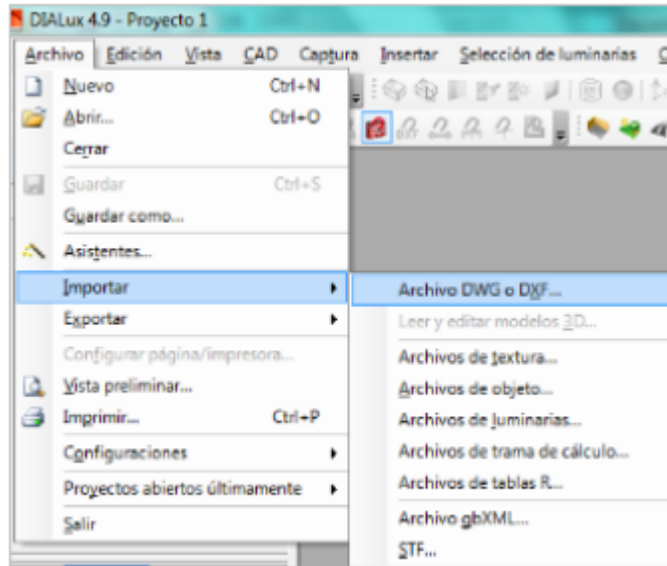 DIALux 4.9 - Proyecto 1
Archivo Edición Vista CAD Captura Insertar Selección de luminarias
Nuevo Ctrl+N
Abrir... Ctrl+O
Cerrar
Guardar Ctrl+S
Guardar como...
Asistentes...
Importar
Exportar
Configurar página/impresora...
Vista preliminar...
Imprimir... Ctrl+P
Configuraciones
Proyectos abiertos últimamente
Salir
Archivo DWG o DXF...
Leer y editar modelos 3D...
Archivos de textura...
Archivos de objeto...
Archivos de luminarias...
Archivos de trama de cálculo...
Archivos de tablas R...
Archivo gbXML...
STF...